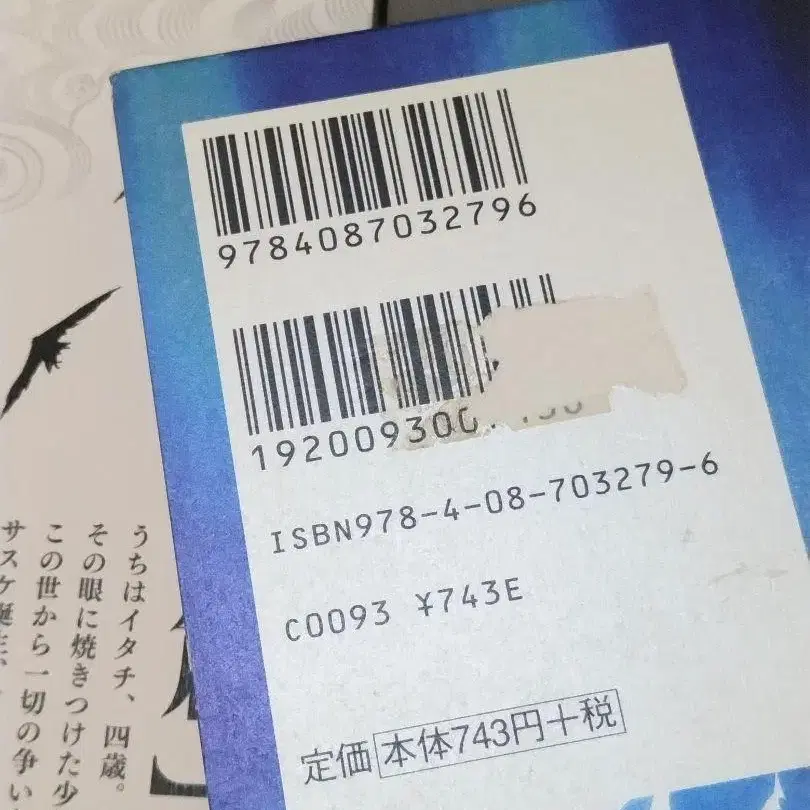 9784087032796
192009300
ISBN978-4-08-703279-6
C0093 ¥743E
定価 本体743円+税
うちはイタチ、四歳。
その眼に焼きつけた少
この世から一切の争い
サスケ誕生、